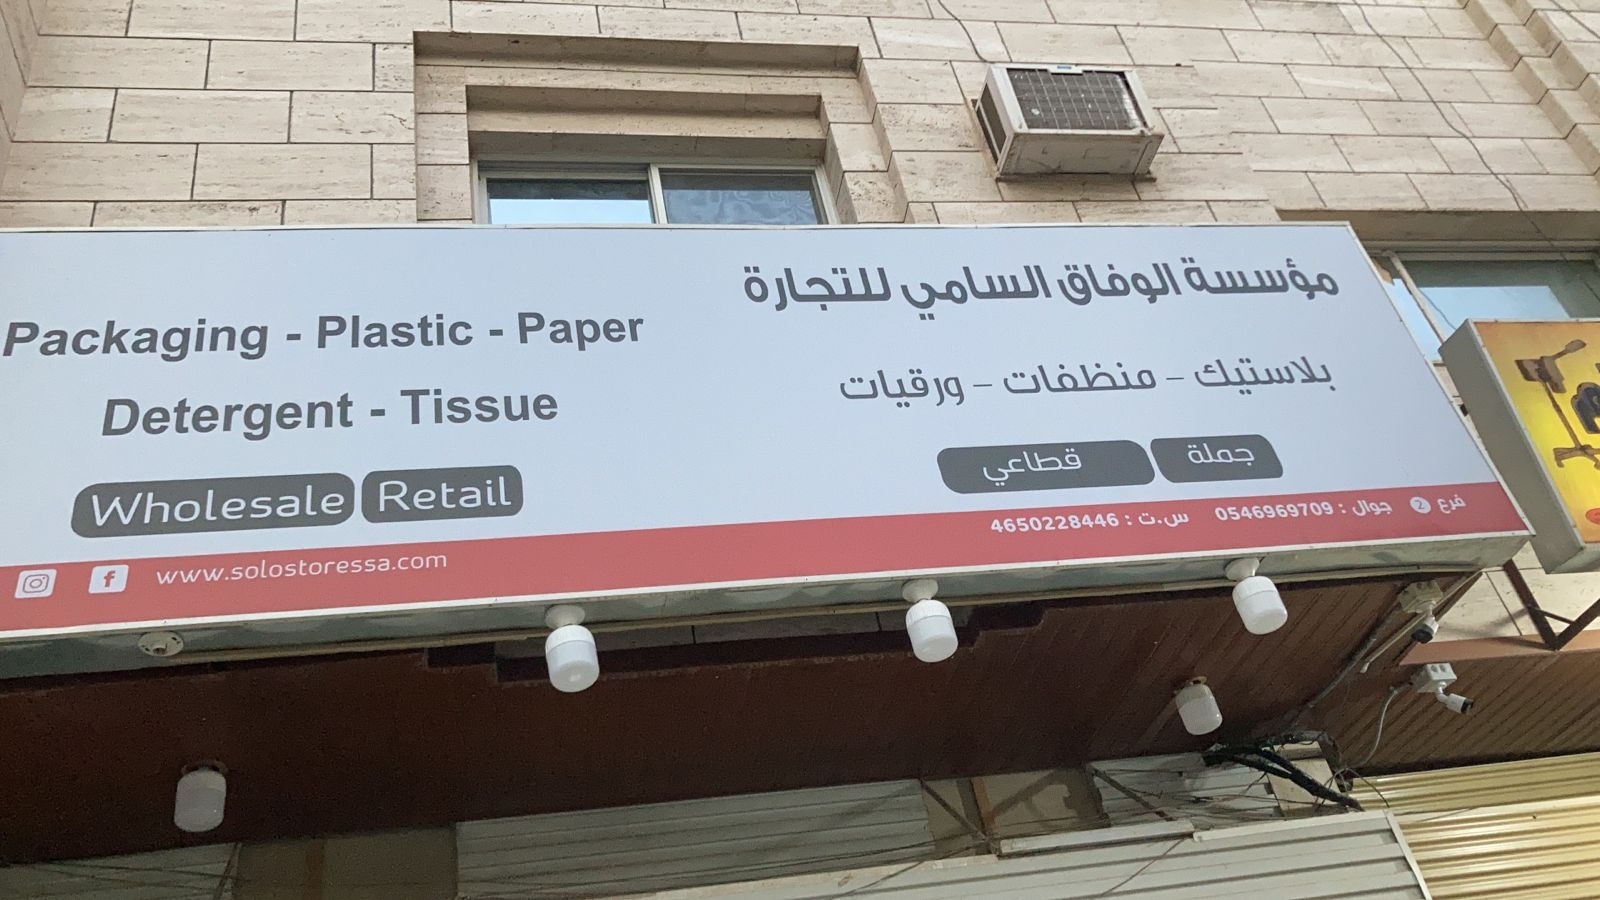 مؤسسة الوفاق السامي للتجارة
بلاستيك - منظفات - ورقيات
جملة قطاعي
فرع 2 جوال : 0546969709 س.ت : 4650228446
Packaging - Plastic - Paper
Detergent - Tissue
Wholesale Retail
www.solostoressa.com